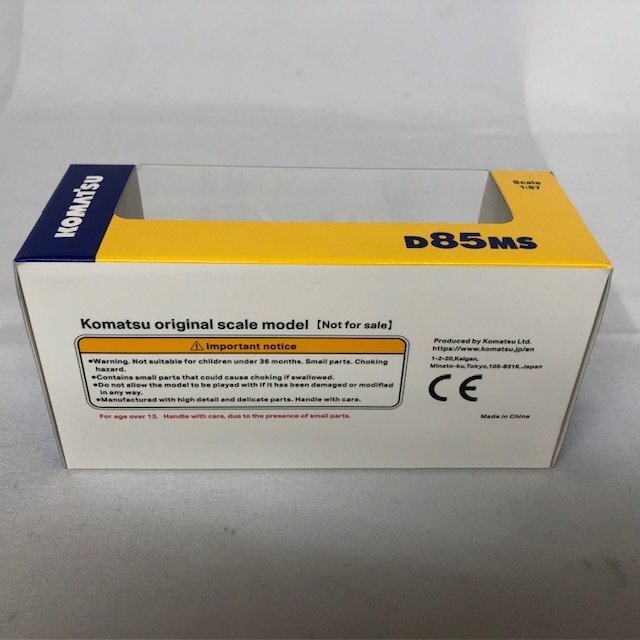 KOMATSU
Scale
1:87
D85MS
Komatsu original scale model【Not for sale】
Important notice
●Warning. Not suitable for children under 36 months. Small parts. Choking
hazard.
●Contains small parts that could cause choking if swallowed.
●Do not allow the model to be played with if it has been damaged or modified
in any way.
●Manufactured with high detail and delicate parts. Handle with care.
For age over 13. Handle with care, due to the presence of small parts.
Produced by Komatsu Ltd.
https://www.komatsu.jp/en
1-2-20,Kaigan,
Minato-ku,Tokyo,105-8316,Japan
CE
Made in China